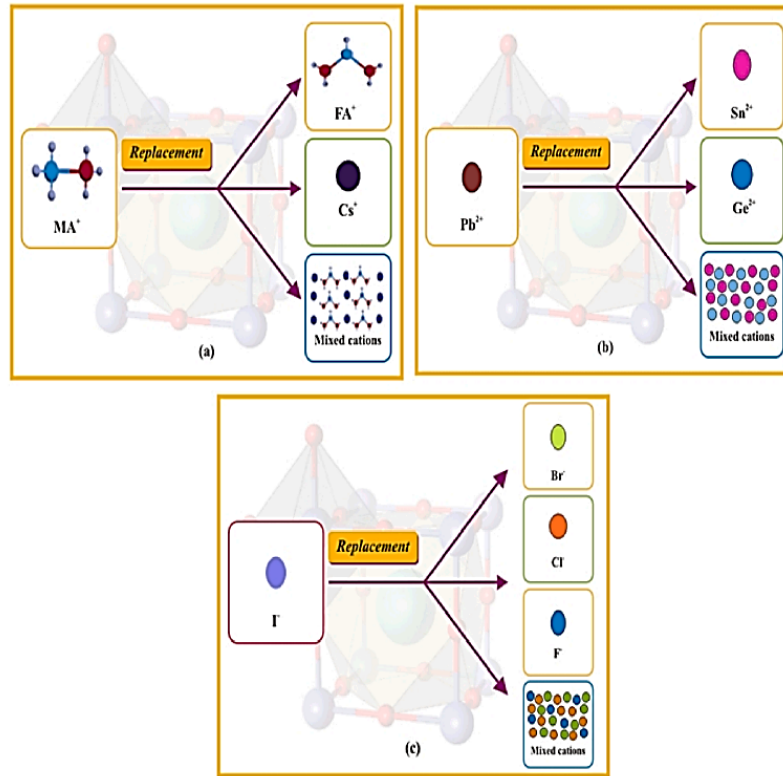 FA⁺
Replacement
MA⁺
Cs⁺
Mixed cations
(a)
Sn²⁺
Replacement
Pb²⁺
Ge²⁺
Mixed cations
(b)
Br⁻
Replacement
Cl⁻
I⁻
F⁻
Mixed cations
(c)